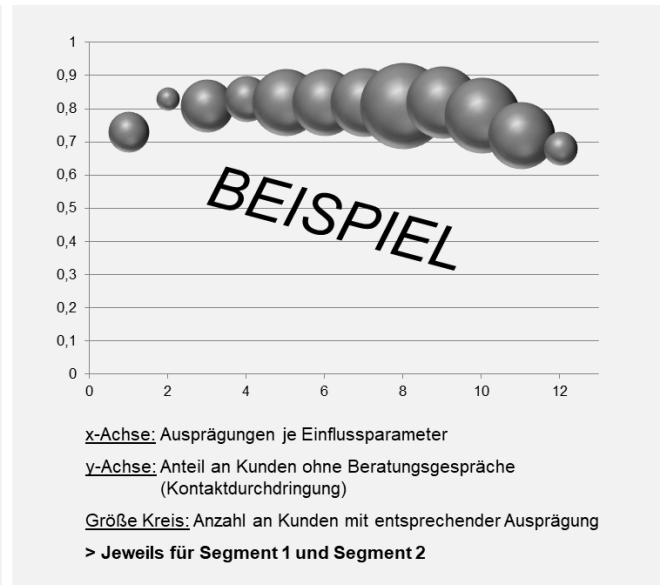 1
0,9
0,8
0,7
0,6
0,5
0,4
0,3
0,2
0,1
0
BEISPIEL
0 2 4 6 8 10 12
x-Achse: Ausprägungen je Einflussparameter
y-Achse: Anteil an Kunden ohne Beratungsgespräche
(Kontaktdurchdringung)
Größe Kreis: Anzahl an Kunden mit entsprechender Ausprägung
> Jeweils für Segment 1 und Segment 2